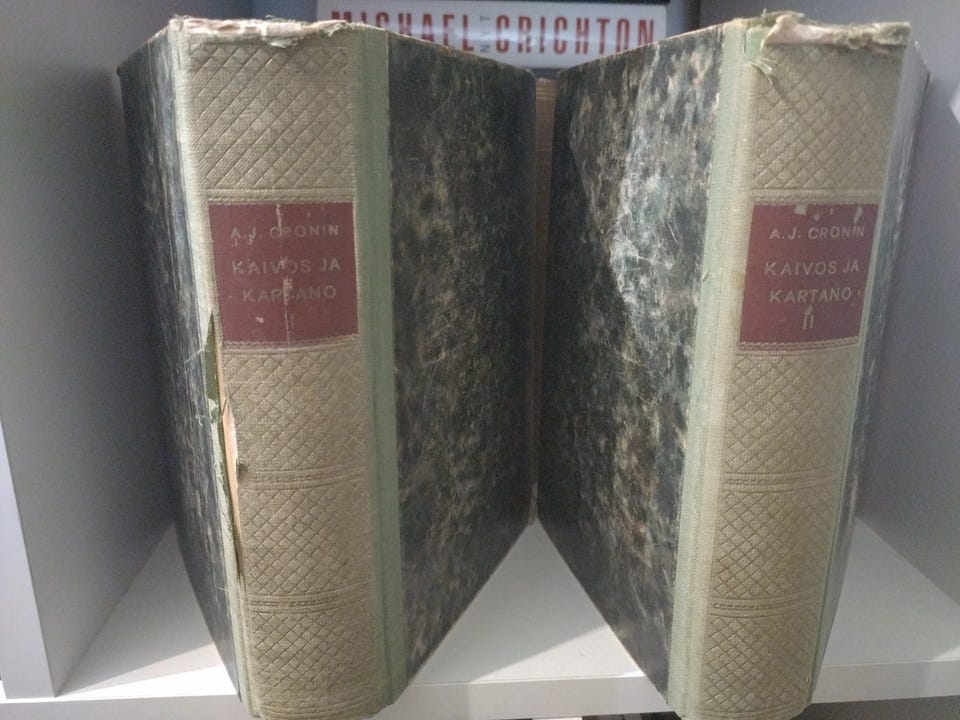 MICHAEL CRICHTON
A.J. CRONIN
KAIVOS JA
KARTANO
I
A.J. CRONIN
KAIVOS JA
KARTANO
II